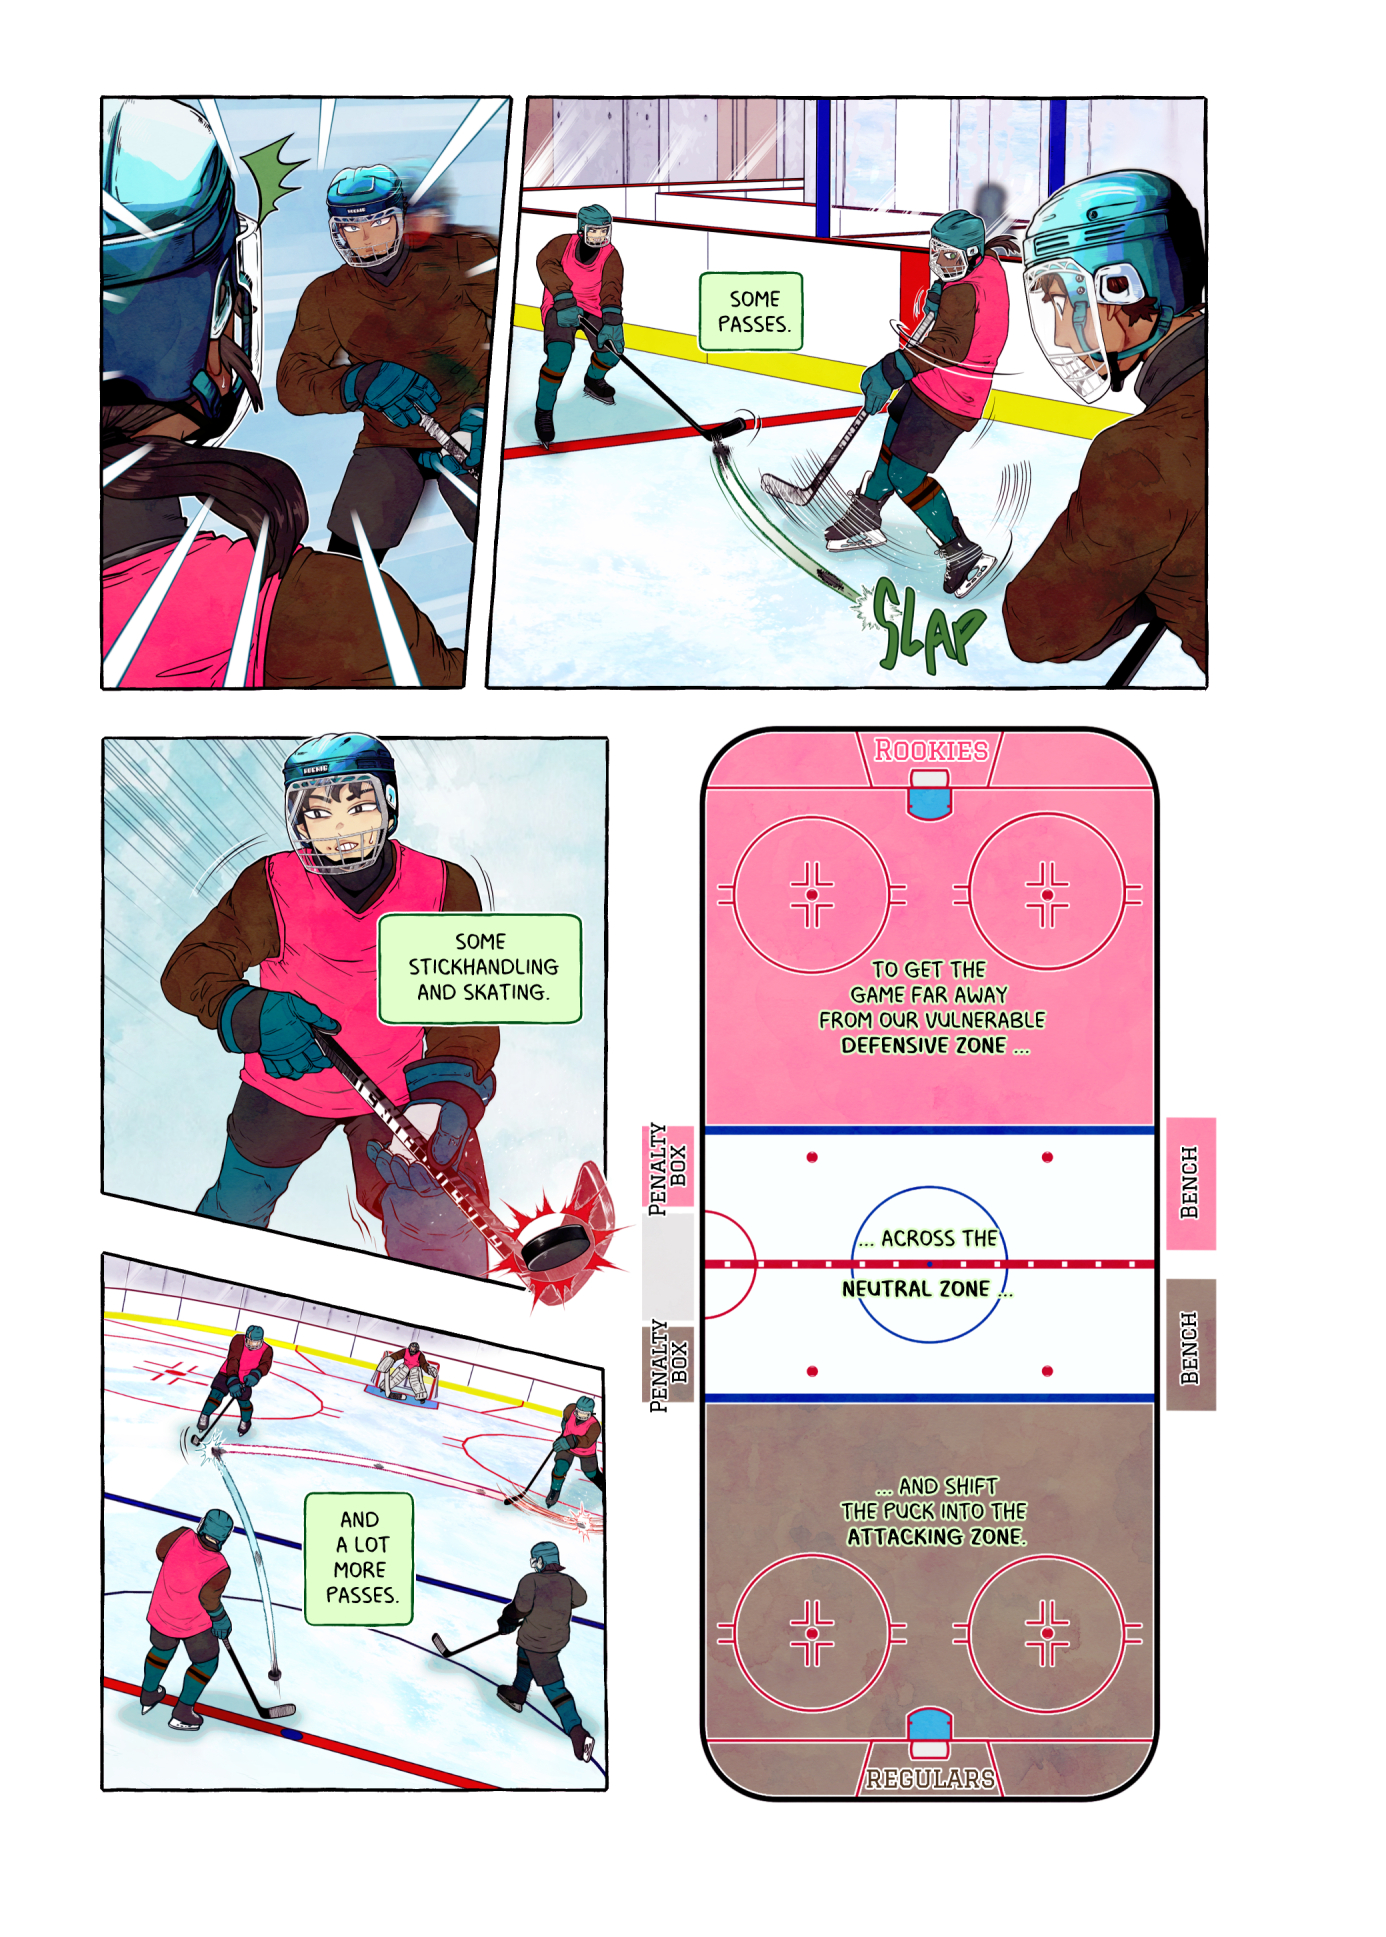 SOME
PASSES.
SLAP
SOME
STICKHANDLING
AND SKATING.
AND
A LOT
MORE
PASSES.
ROOKIES
TO GET THE
GAME FAR AWAY
FROM OUR VULNERABLE
DEFENSIVE ZONE ...
PENALTY
BOX
BENCH
... ACROSS THE
NEUTRAL ZONE ...
PENALTY
BOX
BENCH
... AND SHIFT
THE PUCK INTO THE
ATTACKING ZONE.
REGULARS